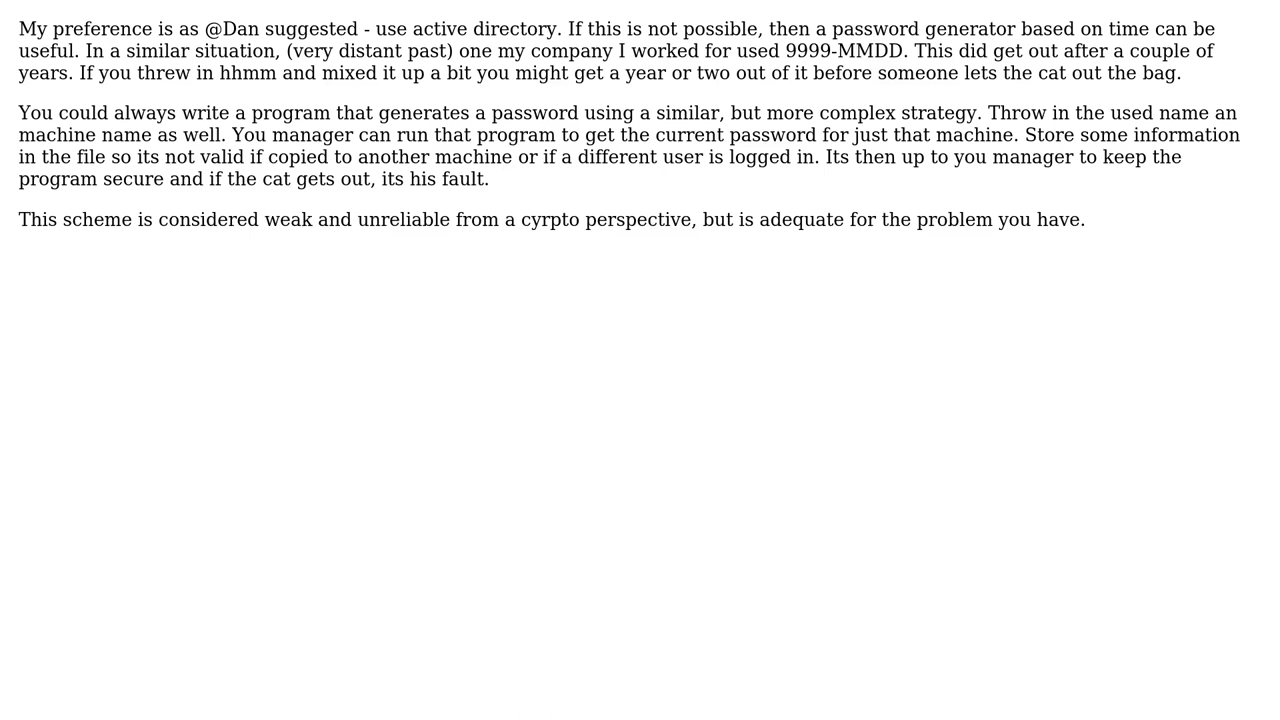 My preference is as @Dan suggested - use active directory. If this is not possible, then a password generator based on time can be
useful. In a similar situation, (very distant past) one my company I worked for used 9999-MMDD. This did get out after a couple of
years. If you threw in hhmm and mixed it up a bit you might get a year or two out of it before someone lets the cat out the bag.
You could always write a program that generates a password using a similar, but more complex strategy. Throw in the used name an
machine name as well. You manager can run that program to get the current password for just that machine. Store some information
in the file so its not valid if copied to another machine or if a different user is logged in. Its then up to you manager to keep the
program secure and if the cat gets out, its his fault.
This scheme is considered weak and unreliable from a cyrpto perspective, but is adequate for the problem you have.